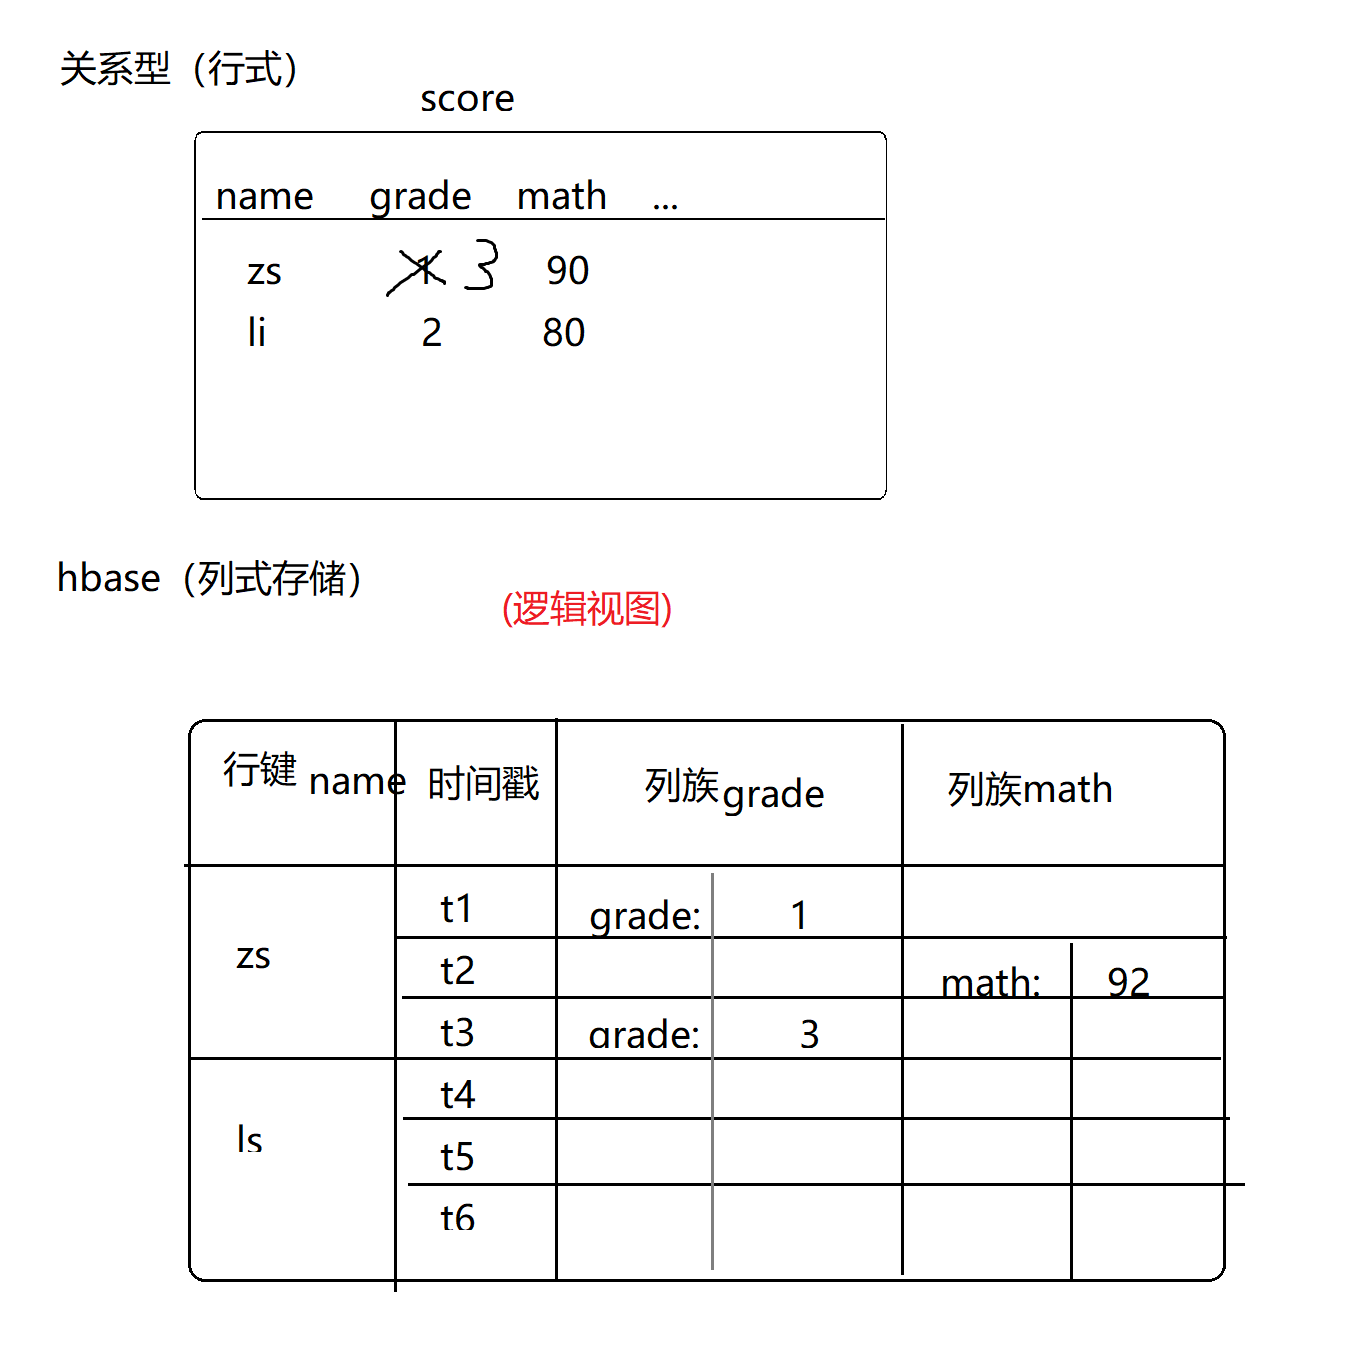 关系型（行式）
score
name grade math ...
zs 1 3 90
li 2 80
hbase（列式存储）
(逻辑视图)
行键 name 时间戳 列族grade 列族math
zs
t1 grade: 1
t2 math: 92
t3 grade: 3
ls
t4
t5
t6